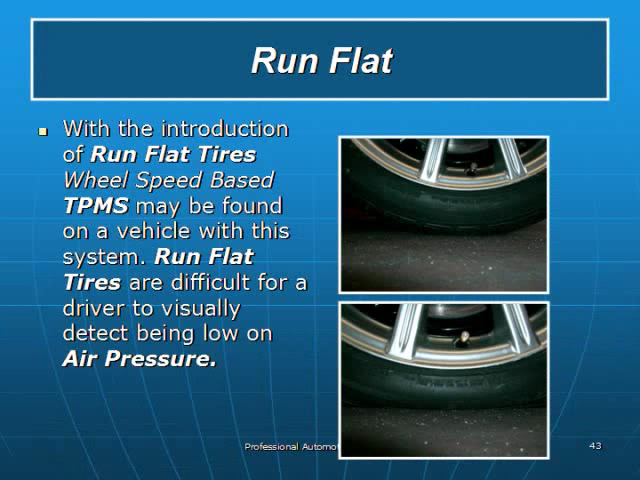 Run Flat
With the introduction
of Run Flat Tires
Wheel Speed Based
TPMS may be found
on a vehicle with this
system. Run Flat
Tires are difficult for a
driver to visually
detect being low on
Air Pressure.
Professional
43